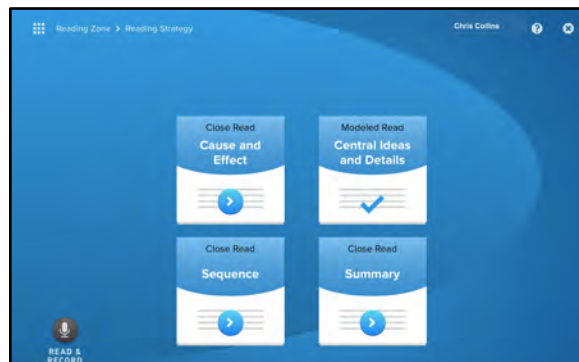 Reading Zone > Reading Strategy
Chris Collins
?
Close Read
Cause and
Effect
Modeled Read
Central Ideas
and Details
Close Read
Sequence
Close Read
Summary
READ &
RECORD